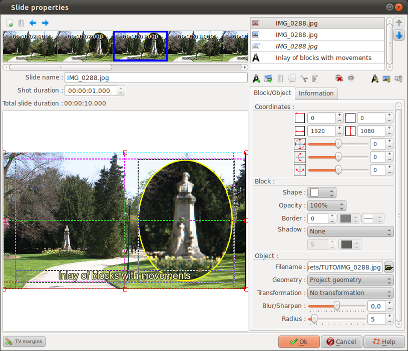 Slide properties
IMG_0288.jpg
IMG_0288.jpg
IMG_0288.jpg
A Inlay of blocks with movements
Slide name : IMG_0288.jpg
Shot duration : 00:00:01.000
Total slide duration : 00:00:10.000
Block/Object Information
Coordinates :
0 0
1920 1080
0
0
0
Block :
Shape :
Opacity : 100%
Border : 0
Shadow : None
5
Object :
Filename : ets/TUTO/IMG_0288.jpg
Geometry : Project geometry
Transformation : No transformation
Blur/Sharpen : 0.0
Radius : 5
Inlay of blocks with movements
TV margins
Ok Cancel Help